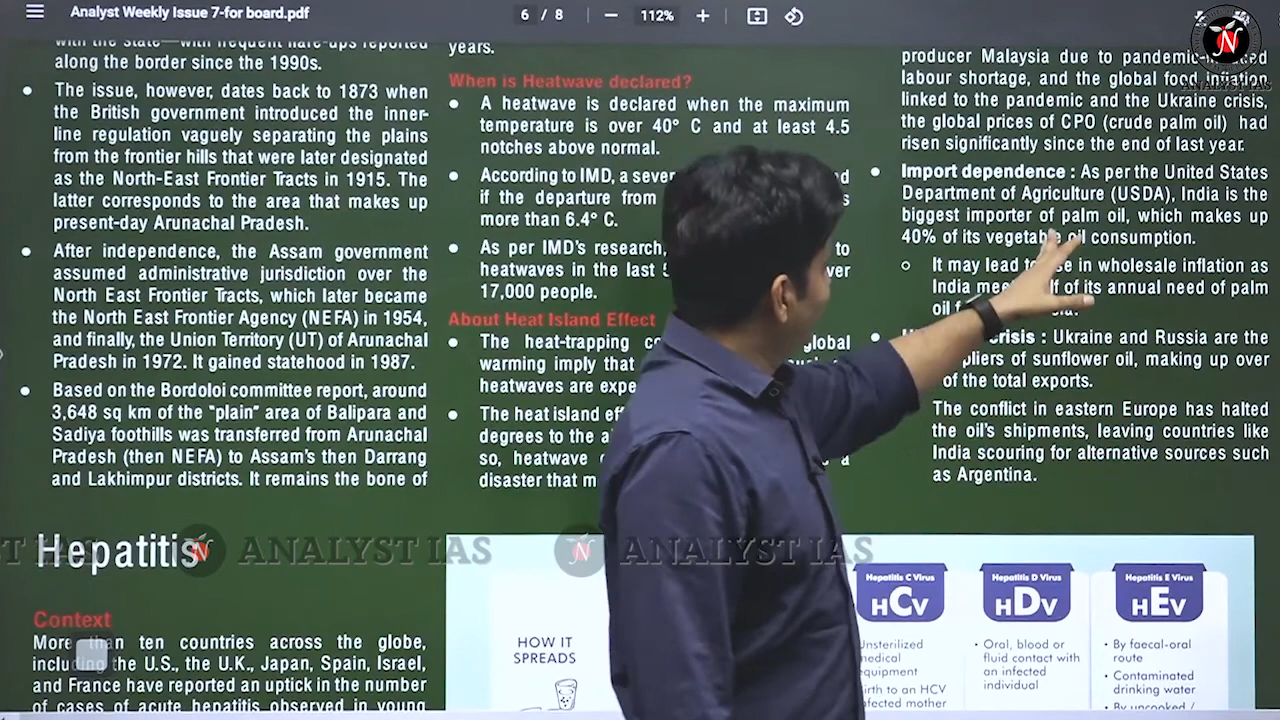 Analyst Weekly Issue 7-for board.pdf
6 / 8
112%
N
ANALYST IAS
with the state—with frequent flare-ups reported
along the border since the 1990s.
The issue, however, dates back to 1873 when
the British government introduced the inner-
line regulation vaguely separating the plains
from the frontier hills that were later designated
as the North-East Frontier Tracts in 1915. The
latter corresponds to the area that makes up
present-day Arunachal Pradesh.
After independence, the Assam government
assumed administrative jurisdiction over the
North East Frontier Tracts, which later became
the North East Frontier Agency (NEFA) in 1954,
and finally, the Union Territory (UT) of Arunachal
Pradesh in 1972. It gained statehood in 1987.
Based on the Bordoloi committee report, around
3,648 sq km of the "plain" area of Balipara and
Sadiya foothills was transferred from Arunachal
Pradesh (then NEFA) to Assam's then Darrang
and Lakhimpur districts. It remains the bone of
years.
When is Heatwave declared?
A heatwave is declared when the maximum
temperature is over 40° C and at least 4.5
notches above normal.
According to IMD, a
if the departure from
more than 6.4° C.
As per IMD's research, to
heatwaves in the last
17,000 people.
About Heat Island Effect
The heat-trapping global
warming imply that
heatwaves are
The heat island
degrees to the
so, heatwave a
disaster that
producer Malaysia due to
labour shortage, and the global food inflation
linked to the pandemic and the Ukraine crisis,
the global prices of CPO (crude palm oil) had
risen significantly since the end of last year.
Import dependence : As per the United States
Department of Agriculture (USDA), India is the
biggest importer of palm oil, which makes up
40% of its vegetable oil consumption.
It may lead to in wholesale inflation as
India of its annual need of palm
oil
: Ukraine and Russia are the
of sunflower oil, making up over
of the total exports.
The conflict in eastern Europe has halted
the oil's shipments, leaving countries like
India scouring for alternative sources such
as Argentina.
Hepatitis
N ANALYST IAS
N ANALYST IAS
Context
More than ten countries across the globe,
including the U.S., the U.K., Japan, Spain, Israel,
and France have reported an uptickin the number
of cases of acute hepatitis observed in young
HOW IT
SPREADS
Hepatitis C Virus
HCV
Unsterilized
medical
equipment
Birth to an HCV
infected mother
Hepatitis D Virus
HDV
Oral, blood or
fluid contact with
an infected
individual
Hepatitis E Virus
HEV
By faecal-oral
route
Contaminated
drinking water
By uncooked /